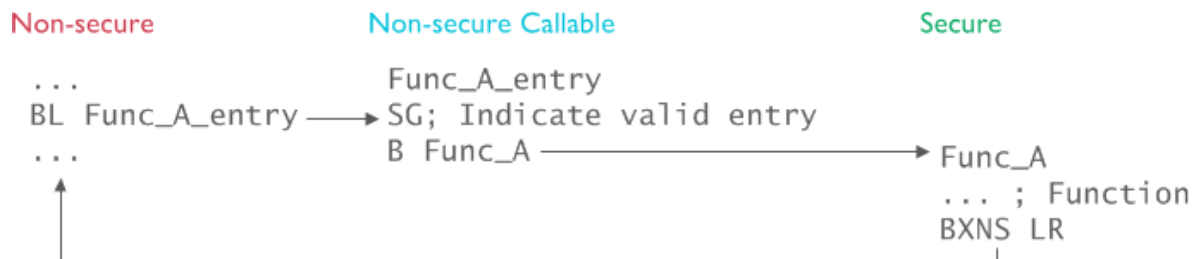 Non-secure
Non-secure Callable
Secure
...
BL Func_A_entry
...
Func_A_entry
SG; Indicate valid entry
B Func_A
Func_A
... ; Function
BXNS LR